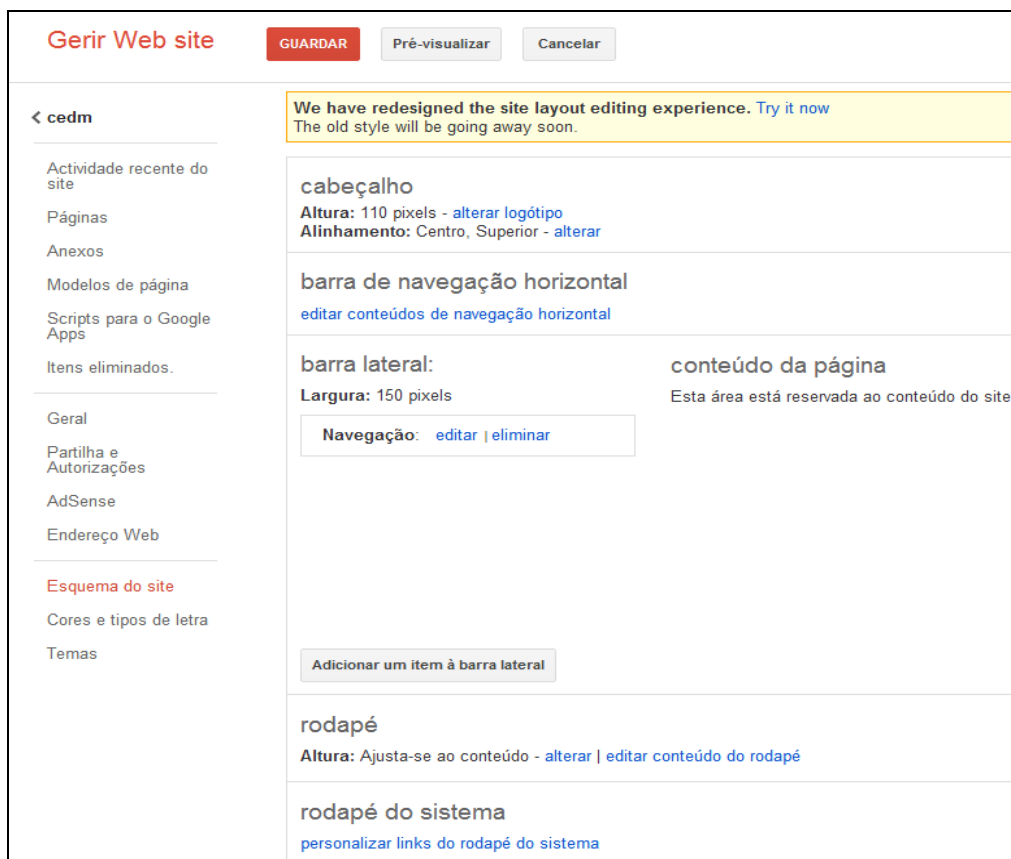 Gerir Web site
GUARDAR
Pré-visualizar
Cancelar
cedm
Actividade recente do
site
Páginas
Anexos
Modelos de página
Scripts para o Google
Apps
Itens eliminados.
Geral
Partilha e
Autorizações
AdSense
Endereço Web
Esquema do site
Cores e tipos de letra
Temas
We have redesigned the site layout editing experience. Try it now
The old style will be going away soon.
cabeçalho
Altura: 110 pixels - alterar logótipo
Alinhamento: Centro, Superior - alterar
barra de navegação horizontal
editar conteúdos de navegação horizontal
barra lateral:
Largura: 150 pixels
Navegação: editar | eliminar
Adicionar um item à barra lateral
conteúdo da página
Esta área está reservada ao conteúdo do site
rodapé
Altura: Ajusta-se ao conteúdo - alterar | editar conteúdo do rodapé
rodapé do sistema
personalizar links do rodapé do sistema